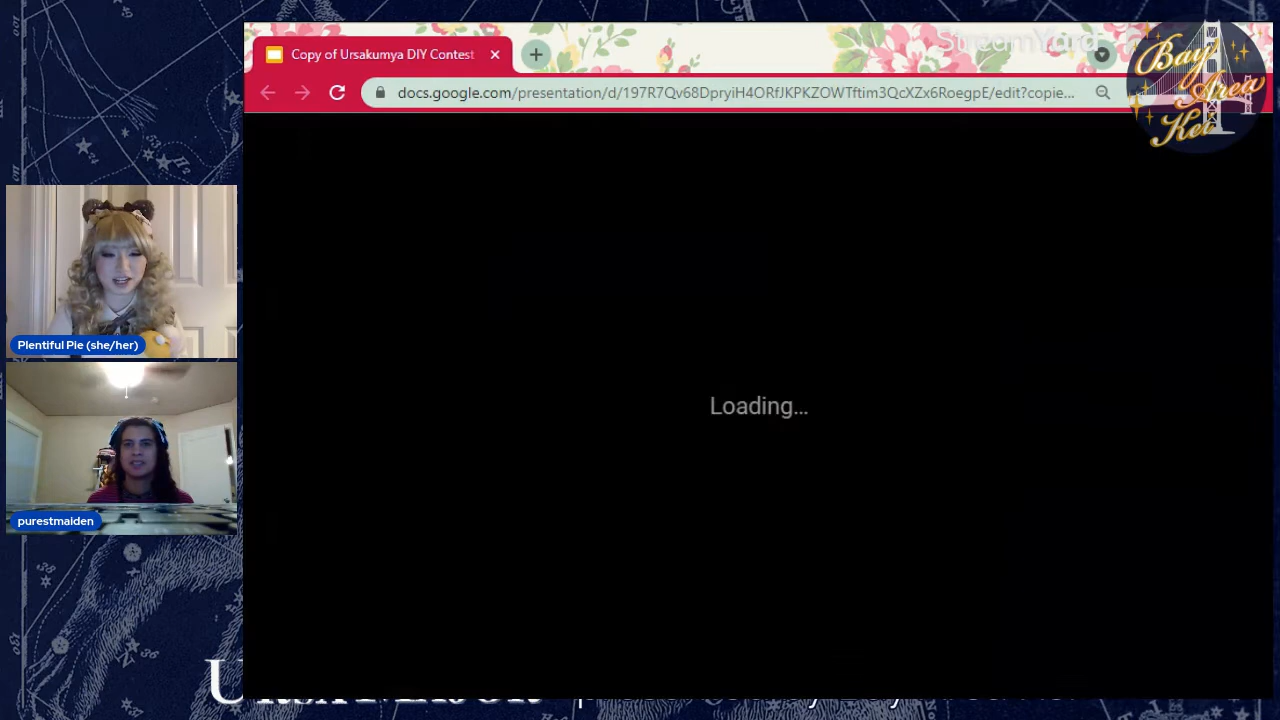 Copy of Ursakumya DIY Contest
StreamYard
docs.google.com/presentation/d/197R7Qv68DpryiH4ORfJKPKZOWTftim3QcXZx6RoegpE/edit?copie...
Bay
Area
Kei
Loading...
Plentiful Pie (she/her)
purestmaiden